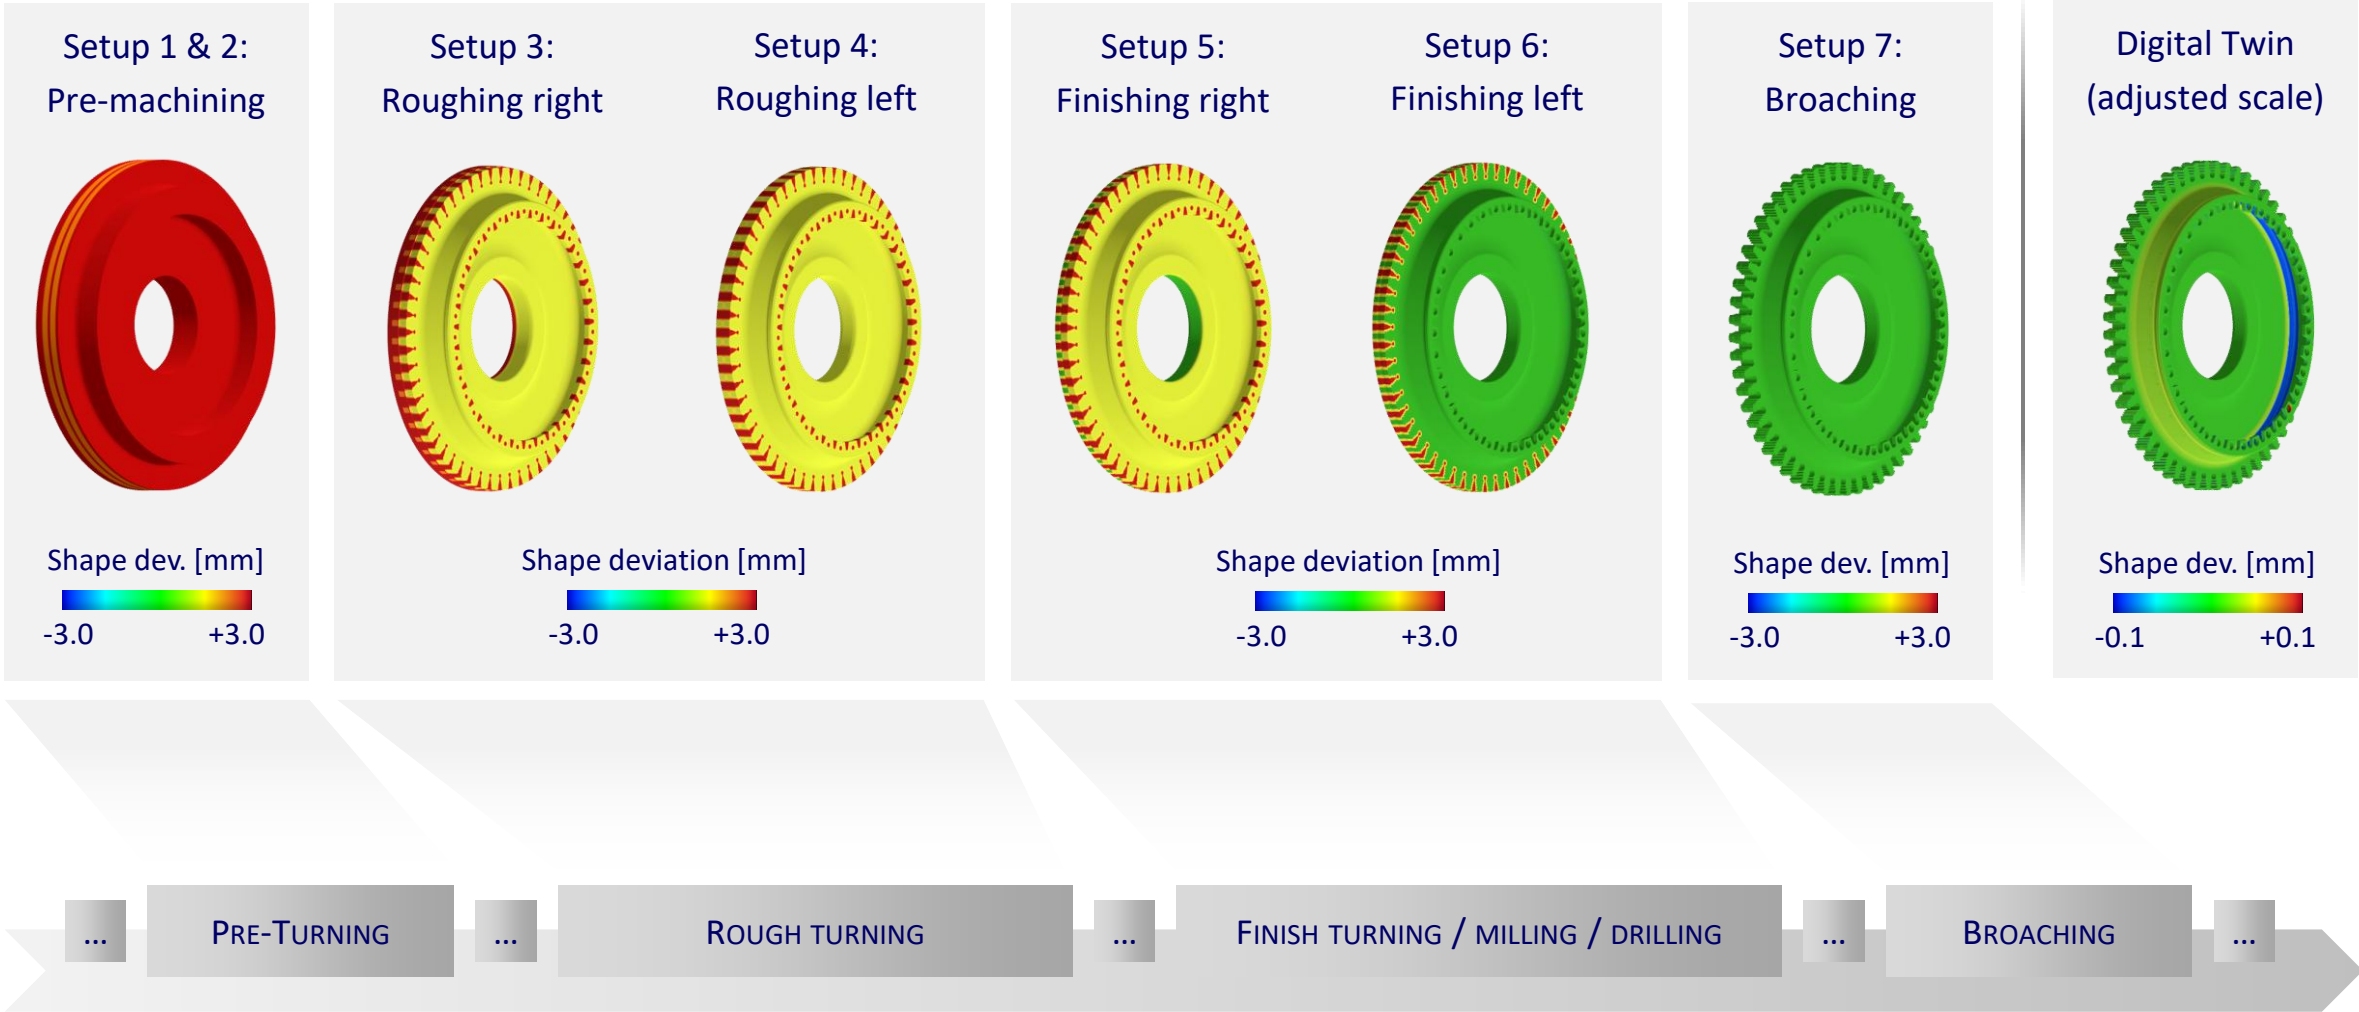 Setup 1 & 2:
Pre-machining
Shape dev. [mm]
-3.0 +3.0
Setup 3:
Roughing right
Setup 4:
Roughing left
Shape deviation [mm]
-3.0 +3.0
Setup 5:
Finishing right
Setup 6:
Finishing left
Shape deviation [mm]
-3.0 +3.0
Setup 7:
Broaching
Shape dev. [mm]
-3.0 +3.0
Digital Twin
(adjusted scale)
Shape dev. [mm]
-0.1 +0.1
...
PRE-TURNING
...
ROUGH TURNING
...
FINISH TURNING / MILLING / DRILLING
...
BROACHING
...